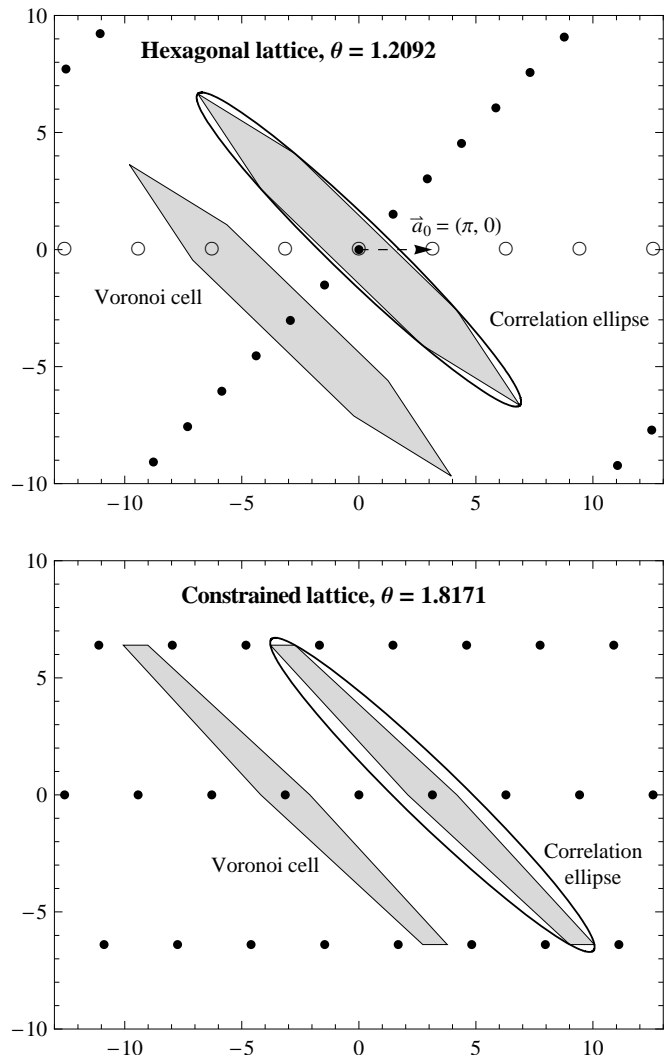 10
Hexagonal lattice, θ = 1.2092
5
a⃗₀ = (π, 0)
0
Voronoi cell
Correlation ellipse
−5
−10
−10 −5 0 5 10
10
Constrained lattice, θ = 1.8171
5
0
Voronoi cell
Correlation
ellipse
−5
−10
−10 −5 0 5 10